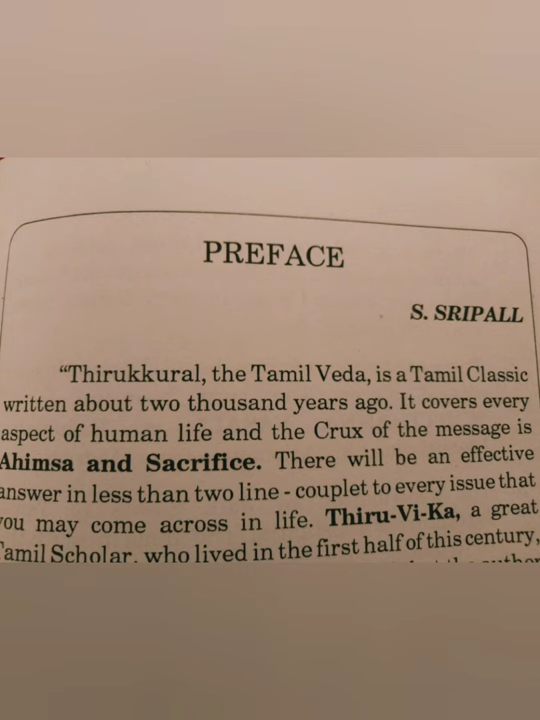 PREFACE
S. SRIPALL
“Thirukkural, the Tamil Veda, is a Tamil Classic
written about two thousand years ago. It covers every
aspect of human life and the Crux of the message is
Ahimsa and Sacrifice. There will be an effective
answer in less than two line - couplet to every issue that
you may come across in life. Thiru-Vi-Ka, a great
Tamil Scholar, who lived in the first half of this century,